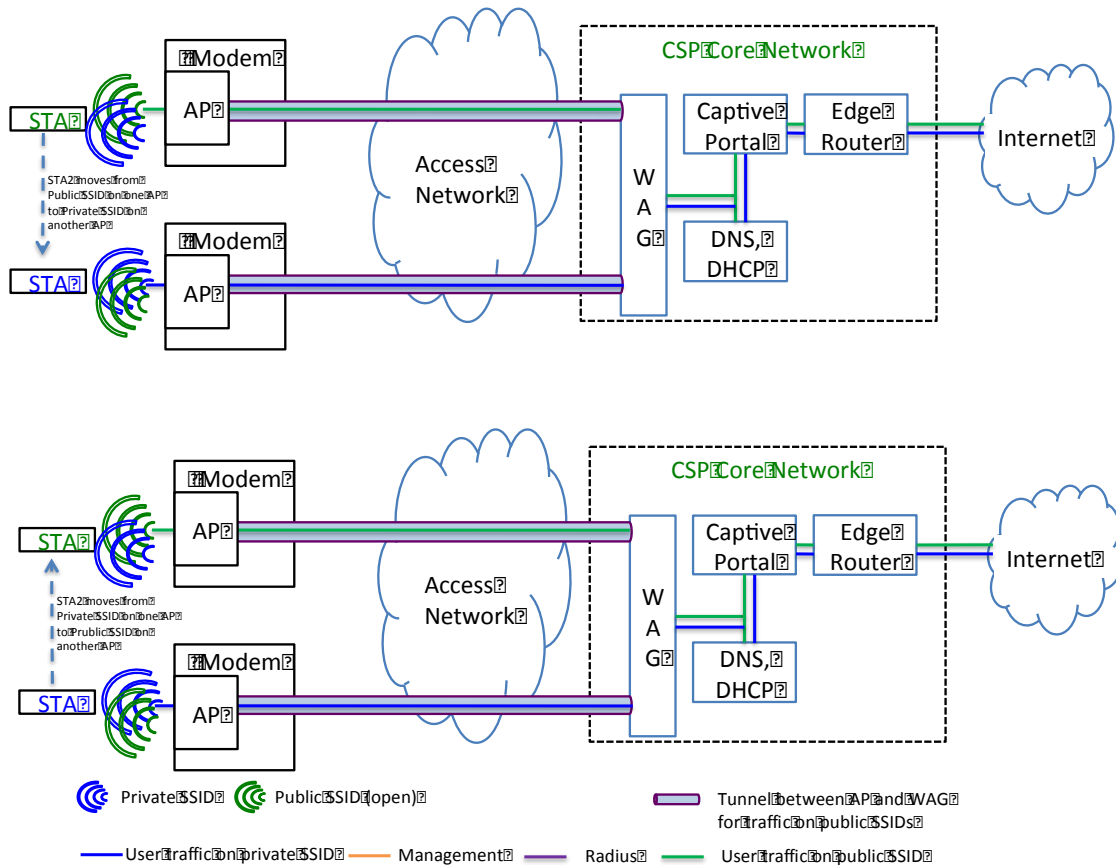 Modem
CSP Core Network
AP
STA
Captive
Portal
Edge
Router
Internet
Access
Network
W
A
G
STA2 moves from
Public SSID on one AP
to Private SSID on
another AP
Modem
DNS,
DHCP
STA
AP
Modem
CSP Core Network
AP
STA
Captive
Portal
Edge
Router
Internet
Access
Network
W
A
G
STA2 moves from
Private SSID on one AP
to Prublic SSID on
another AP
Modem
DNS,
DHCP
STA
AP
Private SSID
Public SSID (open)
Tunnel between AP and WAG
for traffic on public SSIDs
User traffic on private SSID
Management
Radius
User traffic on public SSID